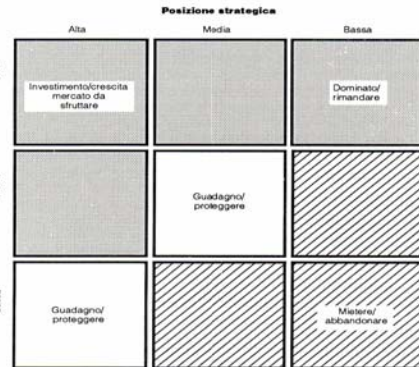 Posizione strategica
Alta Media Bassa
Investimento/crescita
mercato da
sfruttare
Dominato/
rimandare
Guadagno/
proteggere
Guadagno/
proteggere
Mietere/
abbandonare